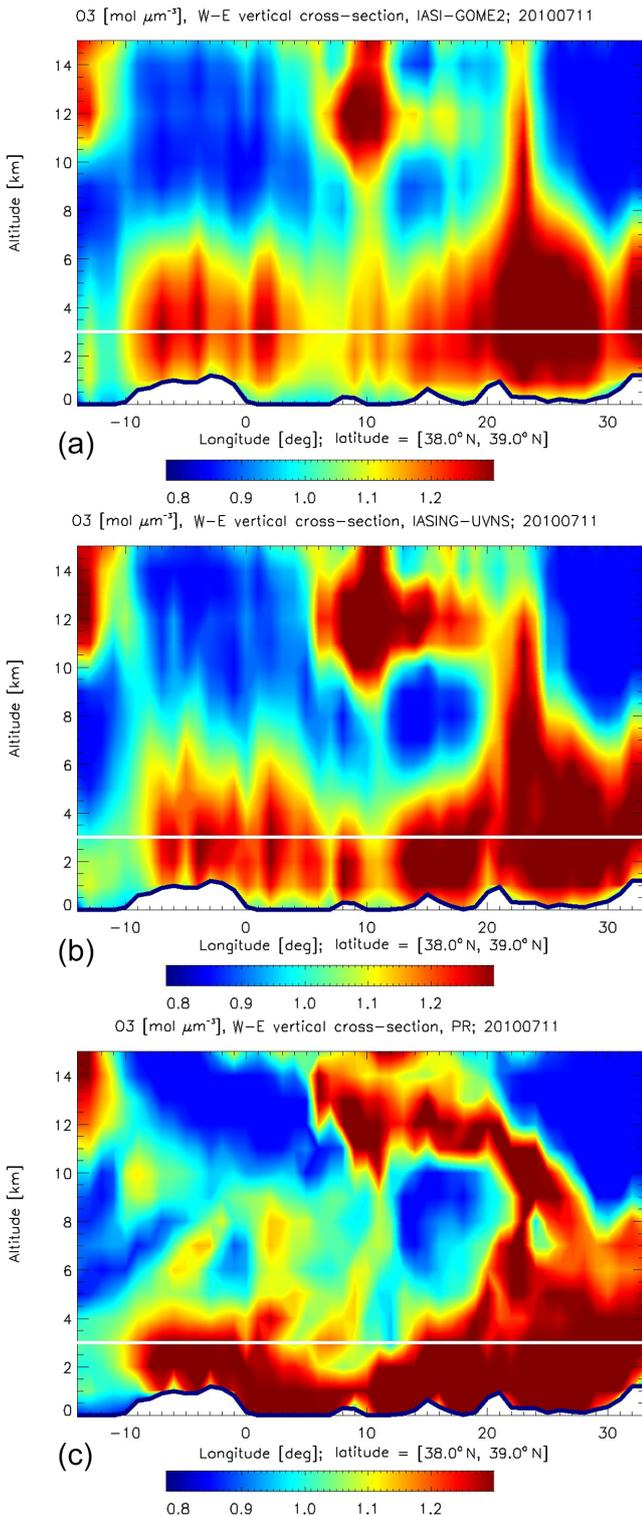 O3 [mol μm⁻³], W-E vertical cross-section, IASI-GOME2; 20100711
14
12
10
8
6
4
2
0
Altitude [km]
-10 0 10 20 30
(a)
Longitude [deg]; latitude = [38.0°N, 39.0°N]
0.8 0.9 1.0 1.1 1.2
O3 [mol μm⁻³], W-E vertical cross-section, IASING-UVNS; 20100711
14
12
10
8
6
4
2
0
Altitude [km]
-10 0 10 20 30
(b)
Longitude [deg]; latitude = [38.0°N, 39.0°N]
0.8 0.9 1.0 1.1 1.2
O3 [mol μm⁻³], W-E vertical cross-section, PR; 20100711
14
12
10
8
6
4
2
0
Altitude [km]
-10 0 10 20 30
(c)
Longitude [deg]; latitude = [38.0°N, 39.0°N]
0.8 0.9 1.0 1.1 1.2